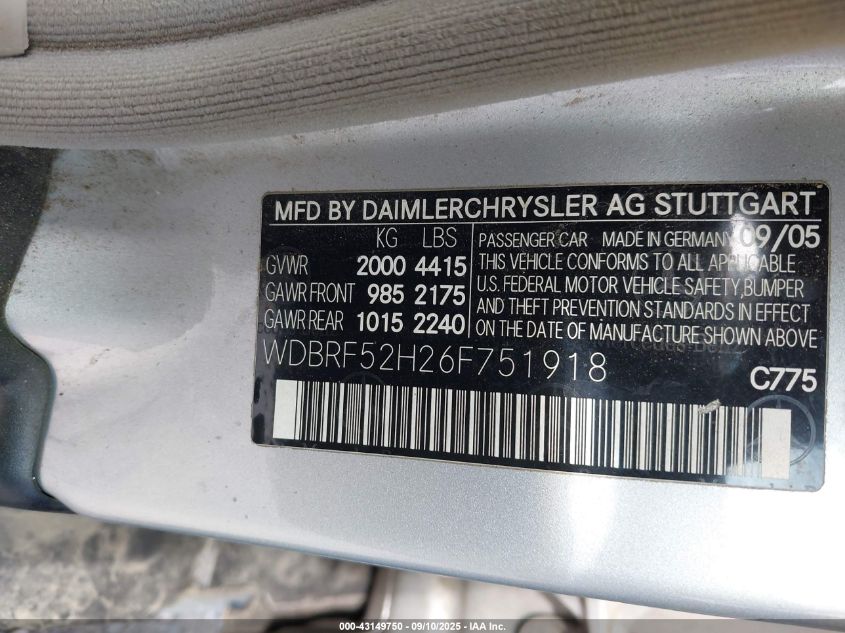 MFD BY DAIMLERCHRYSLER AG STUTTGART
KG LBS
GVWR 2000 4415
GAWR FRONT 985 2175
GAWR REAR 1015 2240
PASSENGER CAR MADE IN GERMANY 09/05
THIS VEHICLE CONFORMS TO ALL APPLICABLE
U.S. FEDERAL MOTOR VEHICLE SAFETY, BUMPER
AND THEFT PREVENTION STANDARDS IN EFFECT
ON THE DATE OF MANUFACTURE SHOWN ABOVE
WDBRF52H26F751918
C775
000-43149750 - 09/10/2025 - IAA Inc.